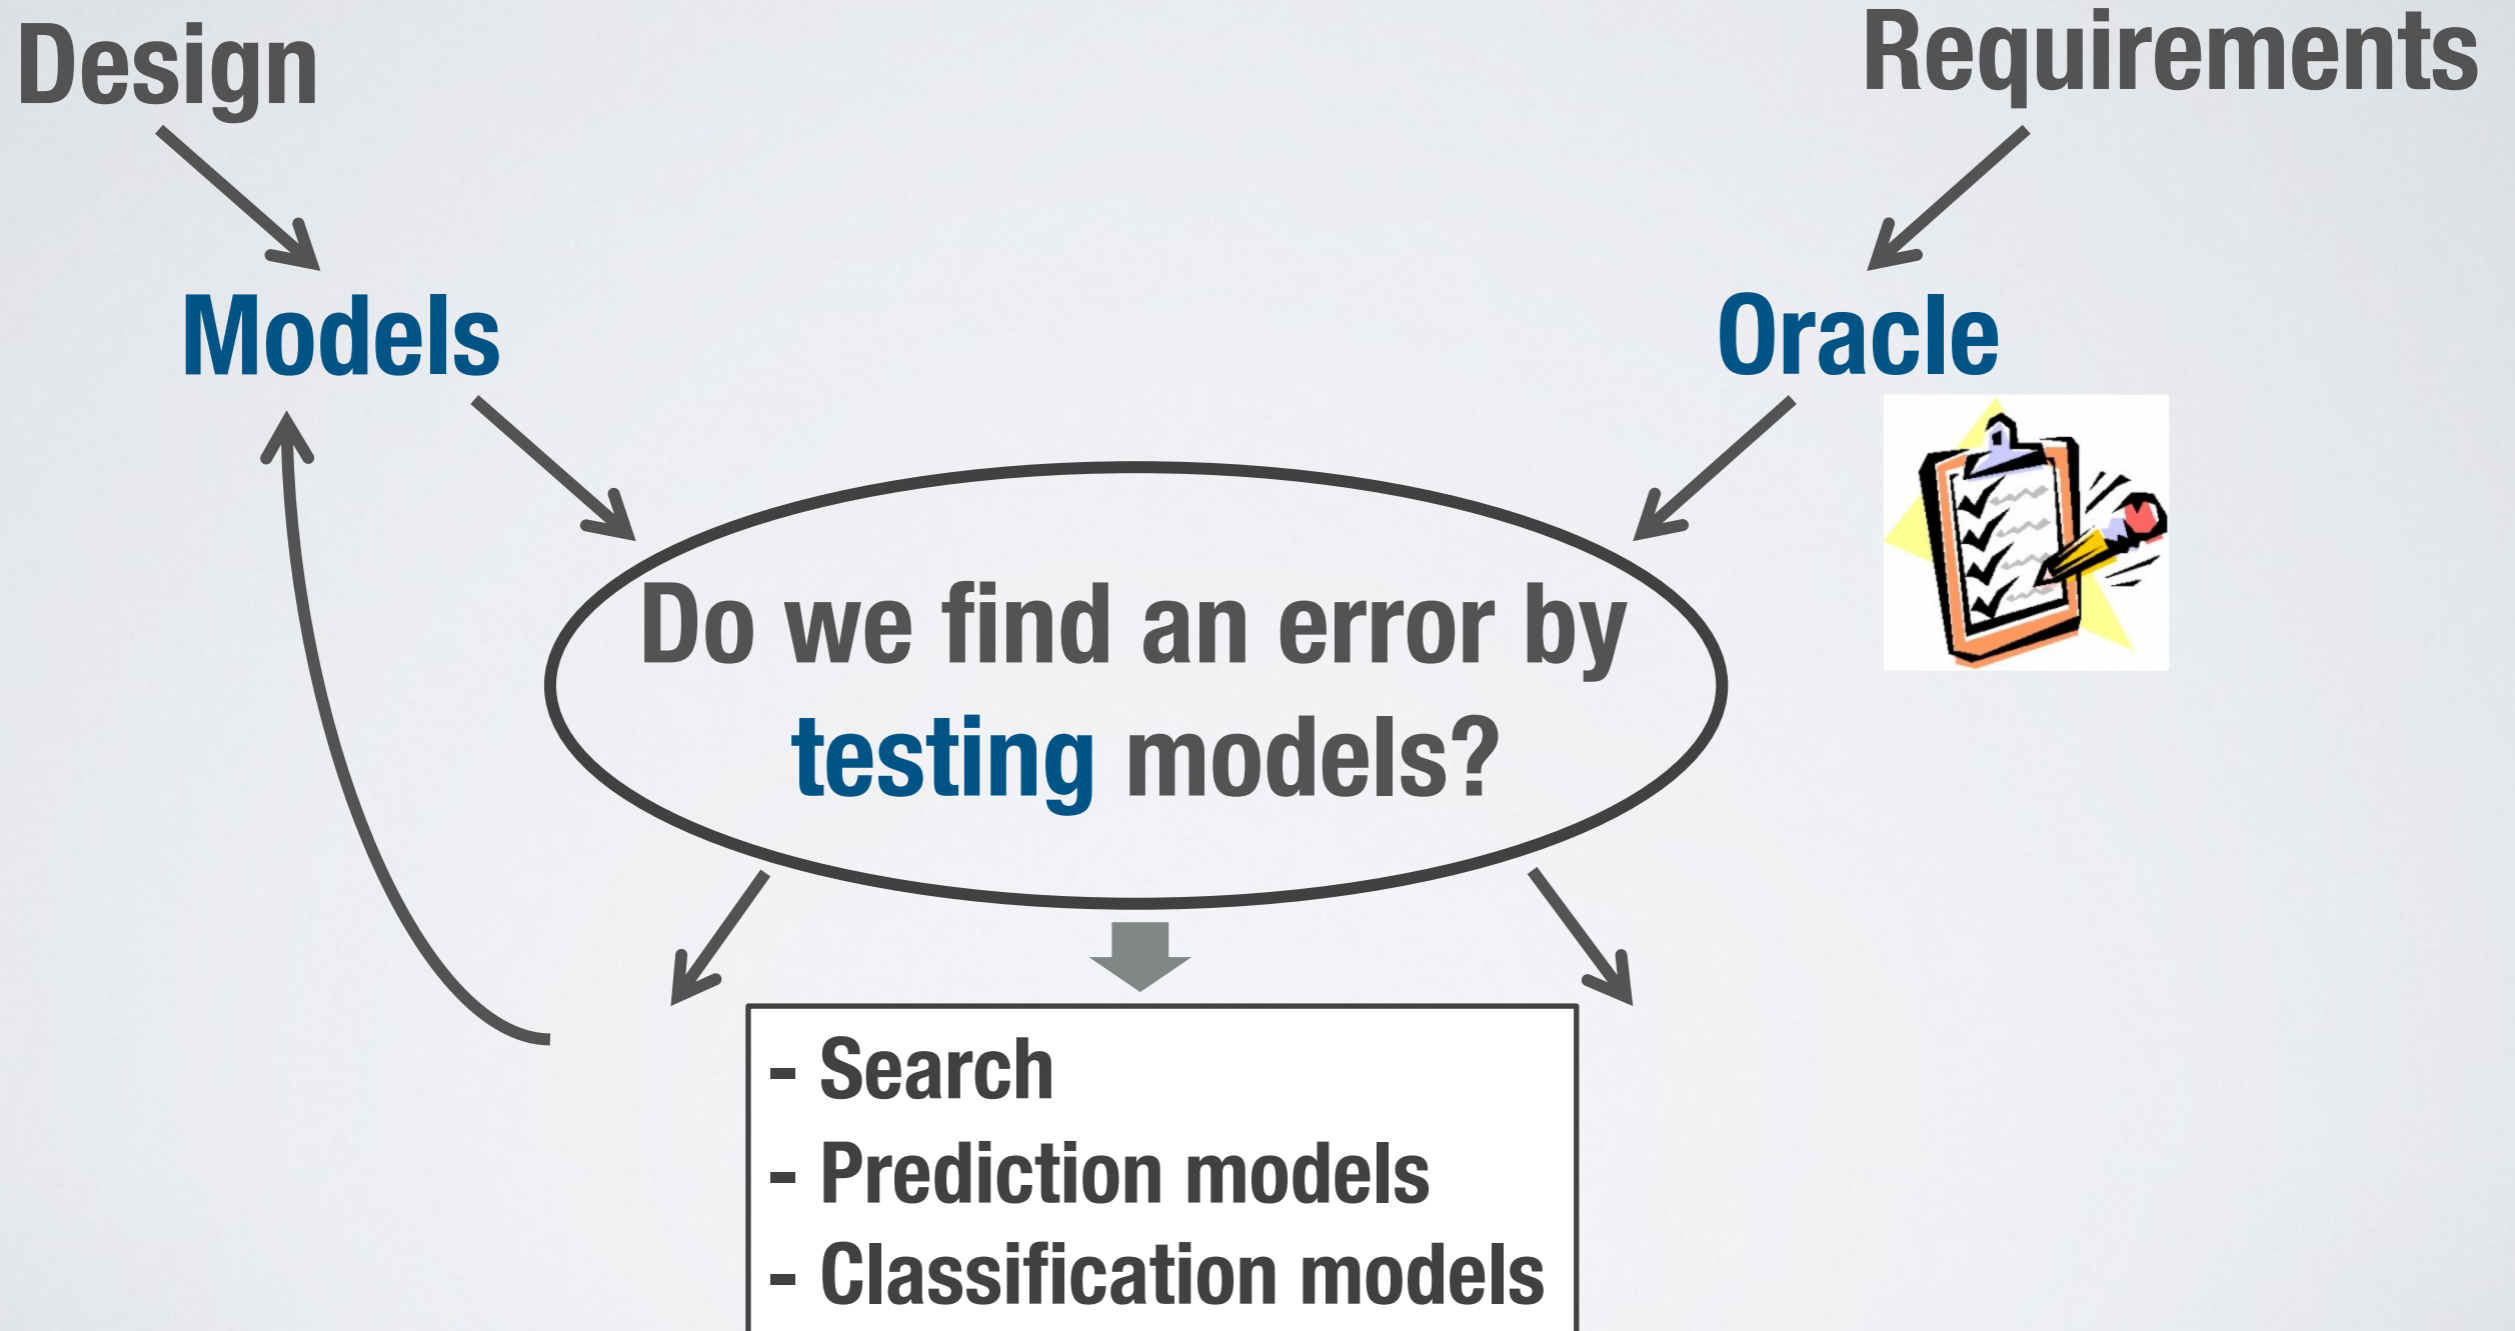 Design
Requirements
Models
Oracle
Do we find an error by
testing models?
- Search
- Prediction models
- Classification models